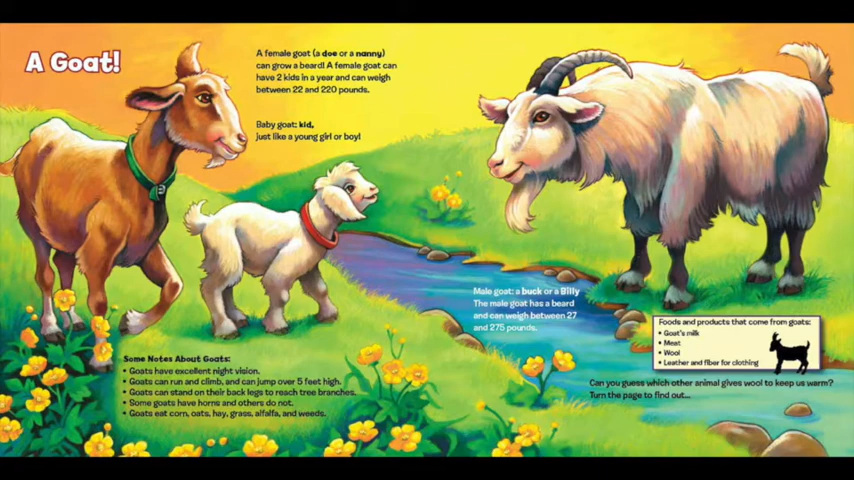 A Goat!
A female goat (a doe or a nanny)
can grow a beard! A female goat can
have 2 kids in a year and can weigh
between 22 and 220 pounds.
Baby goat: kid,
just like a young girl or boy!
Male goat: a buck or a Billy
The male goat has a beard
and can weigh between 27
and 275 pounds.
Some Notes About Goats:
• Goats have excellent night vision.
• Goats can run and climb, and can jump over 5 feet high.
• Goats can stand on their back legs to reach tree branches.
• Some goats have horns and others do not.
• Goats eat corn, oats, hay, grass, alfalfa, and weeds.
Foods and products that come from goats:
• Goat's milk
• Meat
• Wool
• Leather and fiber for clothing
Can you guess which other animal gives wool to keep us warm?
Turn the page to find out...